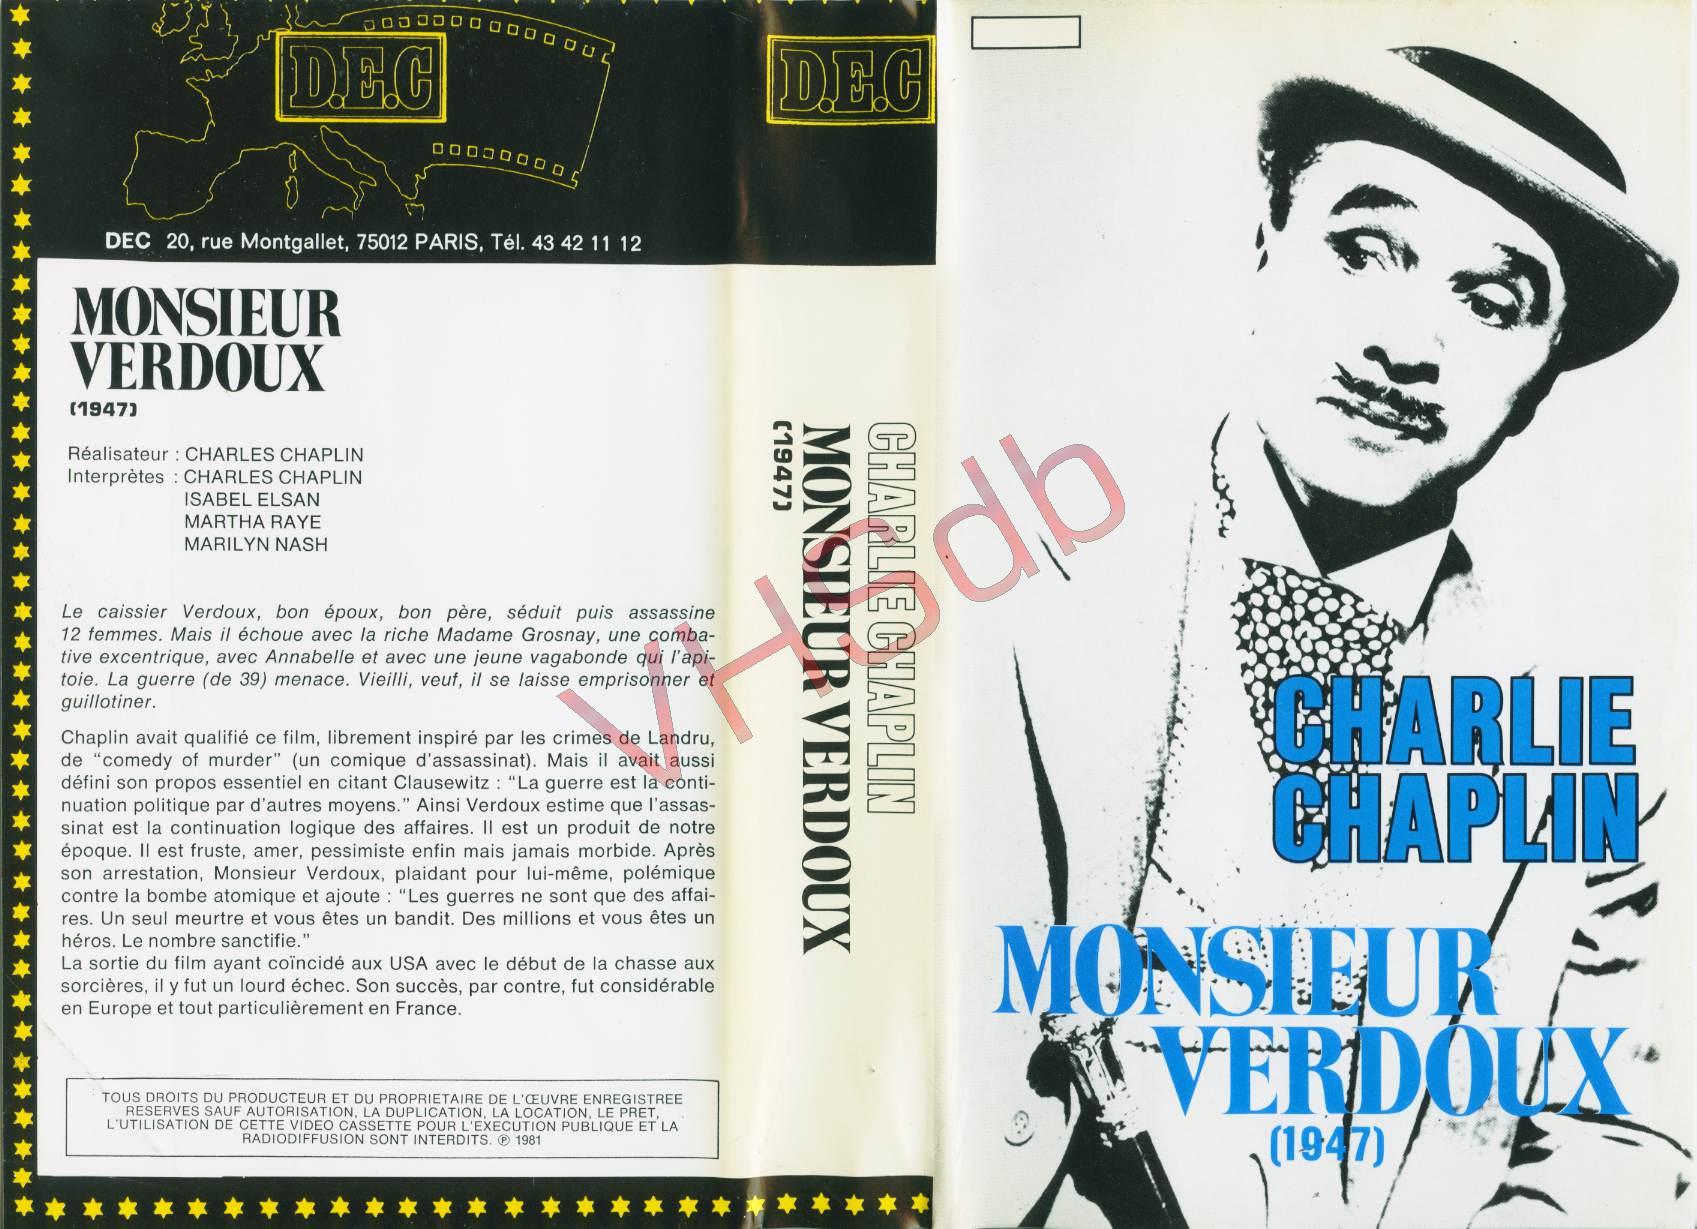 D.E.C
DEC 20, rue Montgallet, 75012 PARIS, Tél. 43 42 11 12
MONSIEUR
VERDOUX
(1947)
Réalisateur : CHARLES CHAPLIN
Interprètes : CHARLES CHAPLIN
ISABEL ELSAN
MARTHA RAYE
MARILYN NASH
Le caissier Verdoux, bon époux, bon père, séduit puis assassine
12 femmes. Mais il échoue avec la riche Madame Grosnay, une comba-
tive excentrique, avec Annabelle et avec une jeune vagabonde qui l'api-
toie. La guerre (de 39) menace. Vieilli, veuf, il se laisse emprisonner et
guillotiner.
Chaplin avait qualifié ce film, librement inspiré par les crimes de Landru,
de “comedy of murder” (un comique d'assassinat). Mais il avait aussi
défini son propos essentiel en citant Clausewitz : “La guerre est la conti-
nuation politique par d'autres moyens.” Ainsi Verdoux estime que l'assas-
sinat est la continuation logique des affaires. Il est un produit de notre
époque. Il est fruste, amer, pessimiste enfin mais jamais morbide. Après
son arrestation, Monsieur Verdoux, plaidant pour lui-même, polémique
contre la bombe atomique et ajoute : “Les guerres ne sont que des affai-
res. Un seul meurtre et vous êtes un bandit. Des millions et vous êtes un
héros. Le nombre sanctifie.”
La sortie du film ayant coïncidé aux USA avec le début de la chasse aux
sorcières, il y fut un lourd échec. Son succès, par contre, fut considérable
en Europe et tout particulièrement en France.
TOUS DROITS DU PRODUCTEUR ET DU PROPRIETAIRE DE L'ŒUVRE ENREGISTREE
RESERVES SAUF AUTORISATION, LA DUPLICATION, LA LOCATION, LE PRET,
L'UTILISATION DE CETTE VIDEO CASSETTE POUR L'EXECUTION PUBLIQUE ET LA
RADIODIFFUSION SONT INTERDITS. ℗ 1981
D.E.C
CHARLIE CHAPLIN
MONSIEUR VERDOUX
(1947)
VHSdb
CHARLIE
CHAPLIN
MONSIEUR
VERDOUX
(1947)